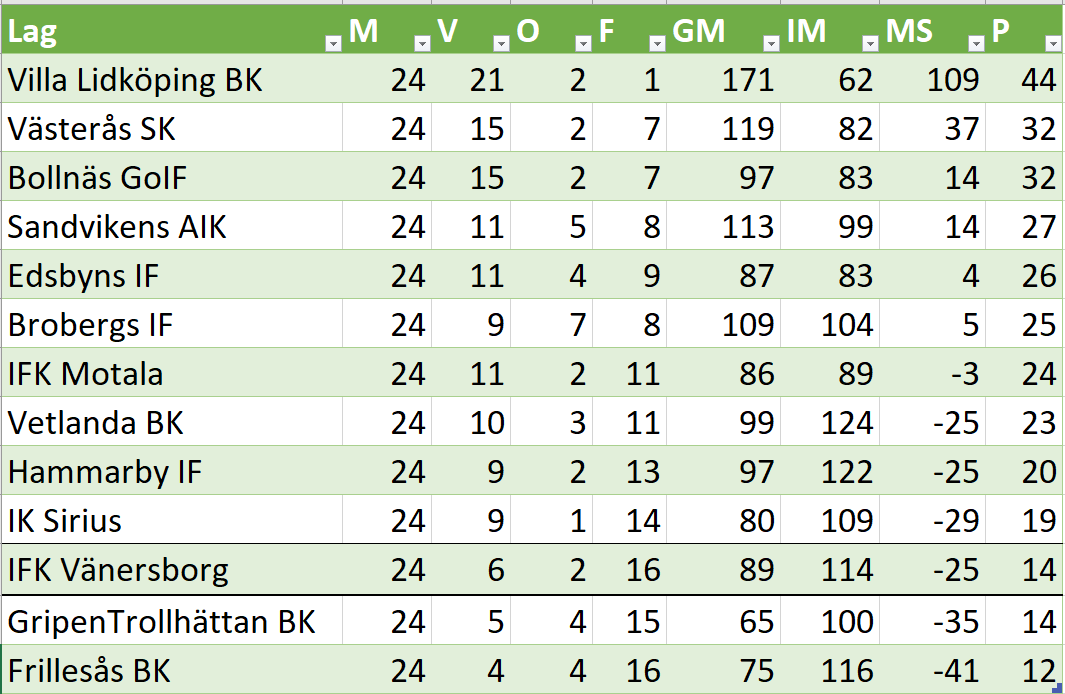 Lag M V O F GM IM MS P
Villa Lidköping BK 24 21 2 1 171 62 109 44
Västerås SK 24 15 2 7 119 82 37 32
Bollnäs GoIF 24 15 2 7 97 83 14 32
Sandvikens AIK 24 11 5 8 113 99 14 27
Edsbyns IF 24 11 4 9 87 83 4 26
Brobergs IF 24 9 7 8 109 104 5 25
IFK Motala 24 11 2 11 86 89 -3 24
Vetlanda BK 24 10 3 11 99 124 -25 23
Hammarby IF 24 9 2 13 97 122 -25 20
IK Sirius 24 9 1 14 80 109 -29 19
IFK Vänersborg 24 6 2 16 89 114 -25 14
GripenTrollhättan BK 24 5 4 15 65 100 -35 14
Frillesås BK 24 4 4 16 75 116 -41 12